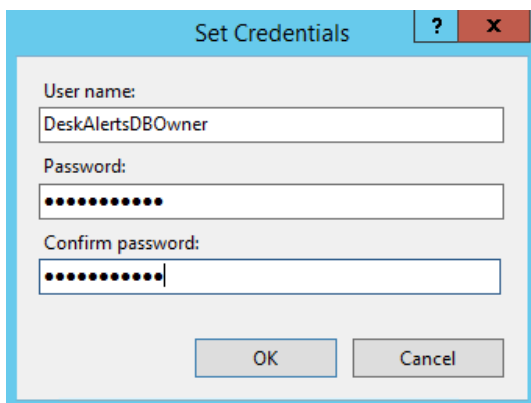 Set Credentials
?
x
User name:
DeskAlertsDBOwner
Password:
●●●●●●●●●●●
Confirm password:
●●●●●●●●●●●
OK
Cancel